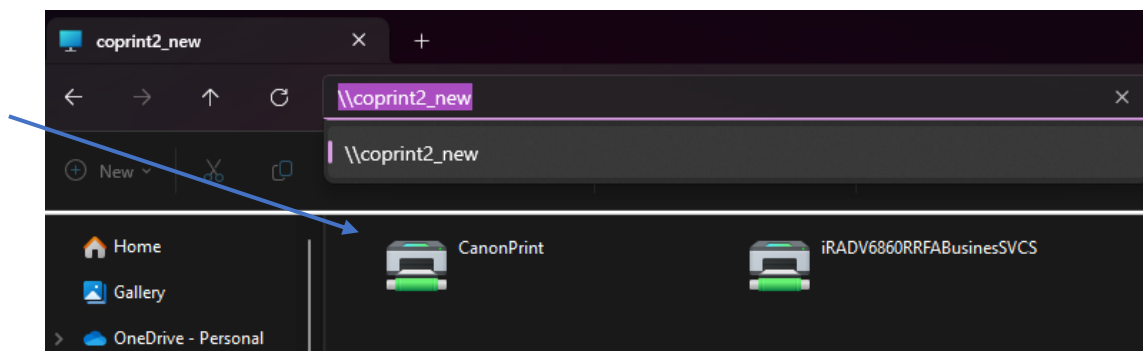 coprint2_new
\\coprint2_new
\\coprint2_new
New
Home
CanonPrint
iRADV6860RRFABusinesSVCS
Gallery
OneDrive - Personal